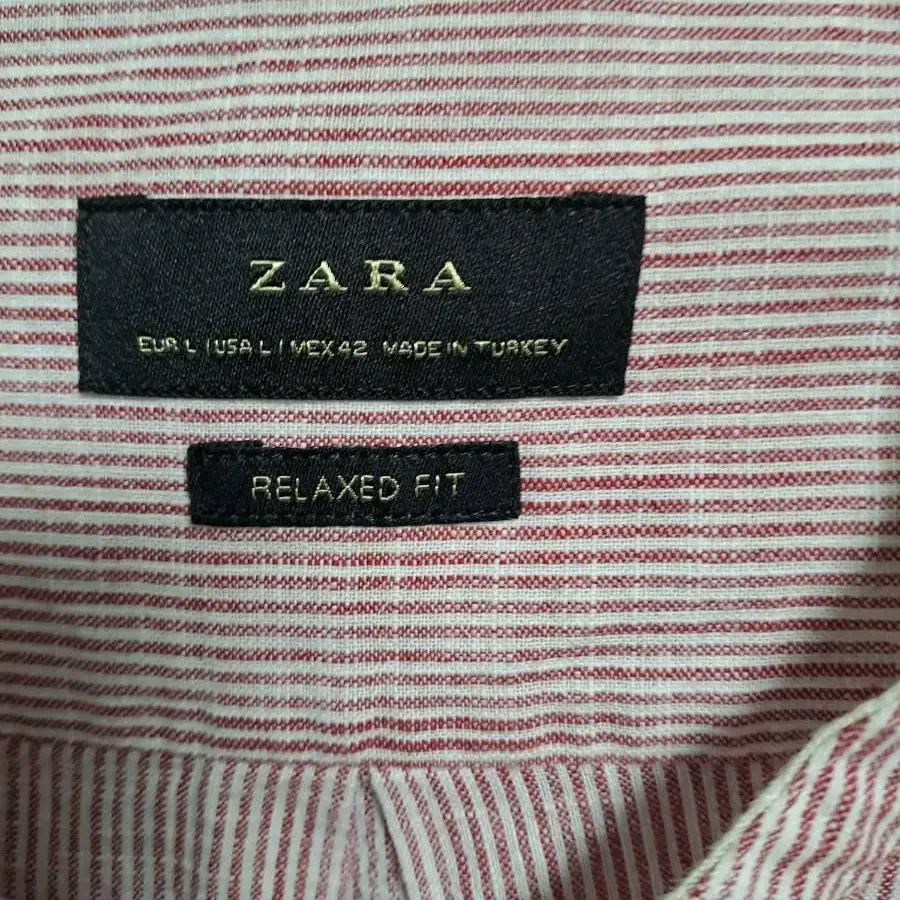 ZARA
EUR L | USA L | MEX 42 MADE IN TURKEY
RELAXED FIT